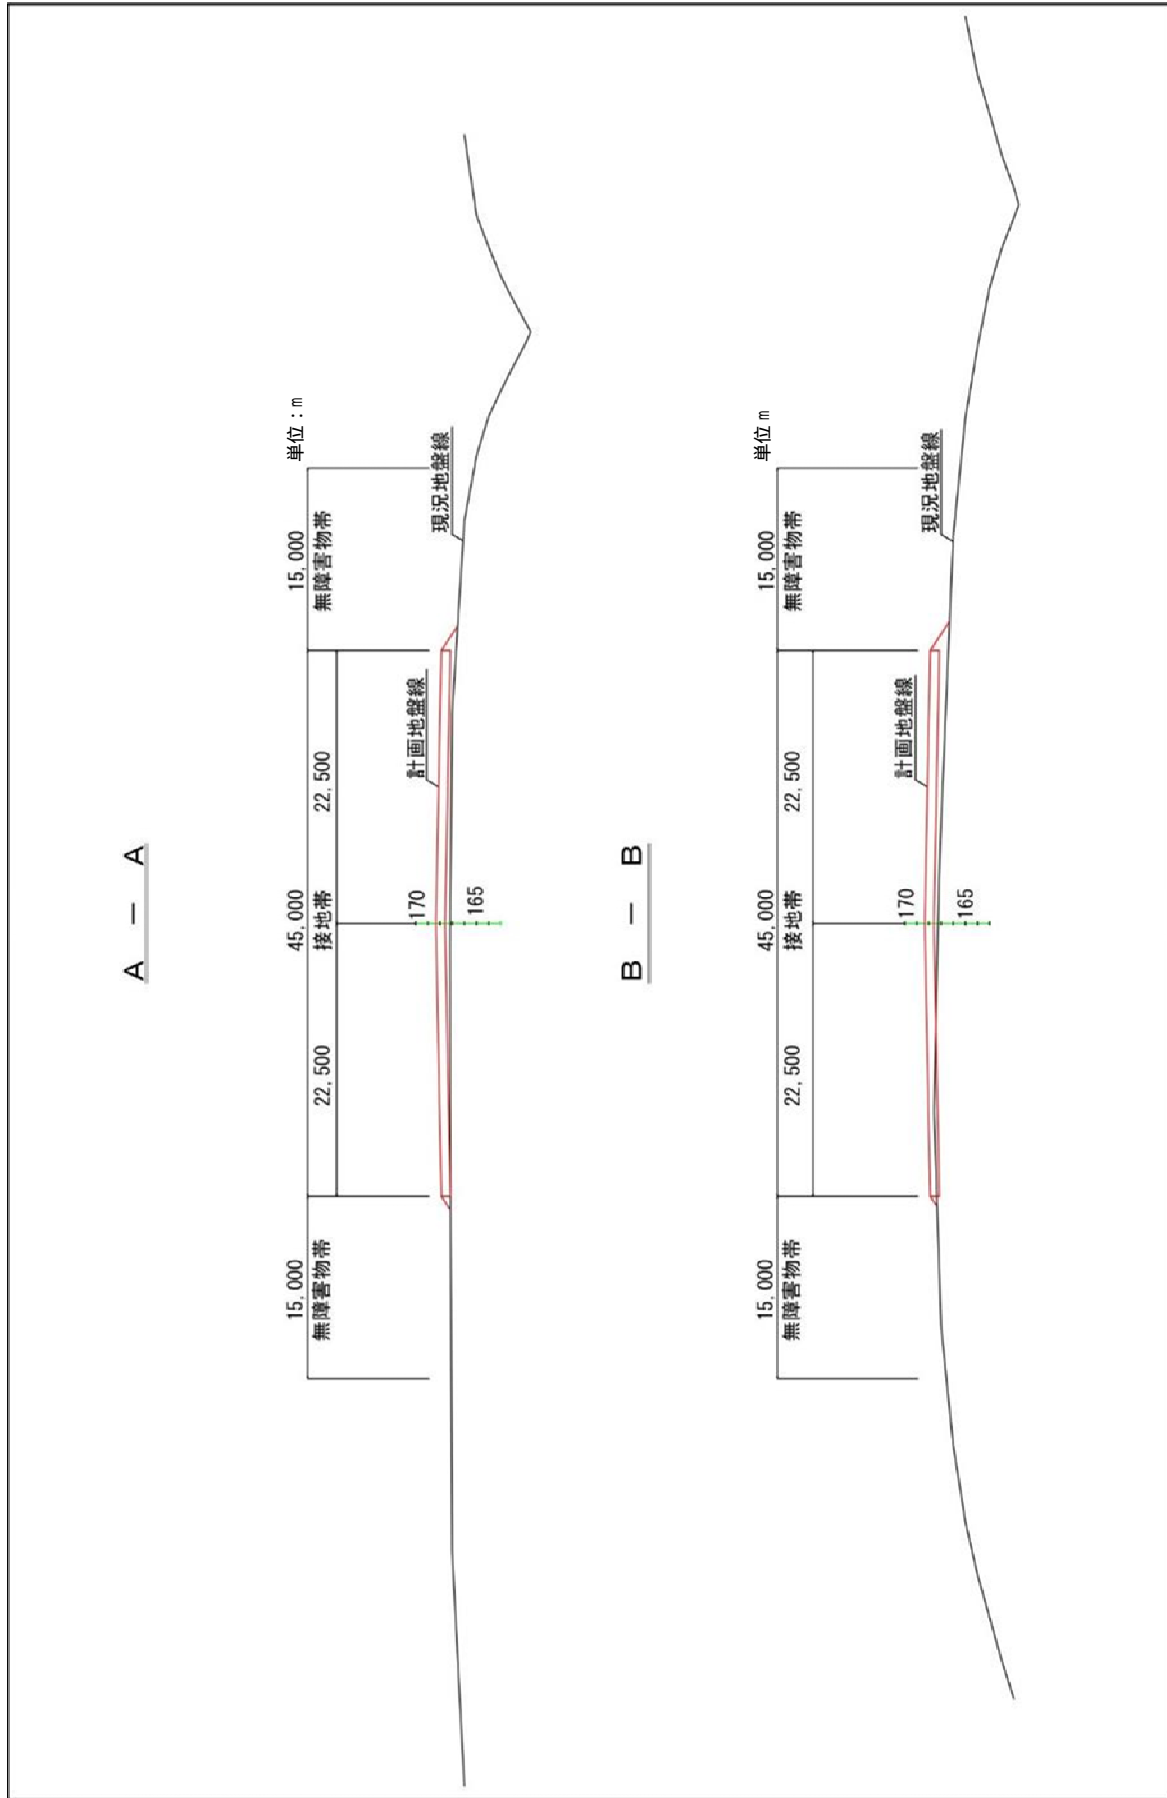 A － A
単位：m
15,000
45,000
15,000
無障害物帯
接地帯
無障害物帯
22,500
22,500
計画地盤線
現況地盤線
170
165
B － B
単位 m
15,000
45,000
15,000
無障害物帯
接地帯
無障害物帯
22,500
22,500
計画地盤線
現況地盤線
170
165